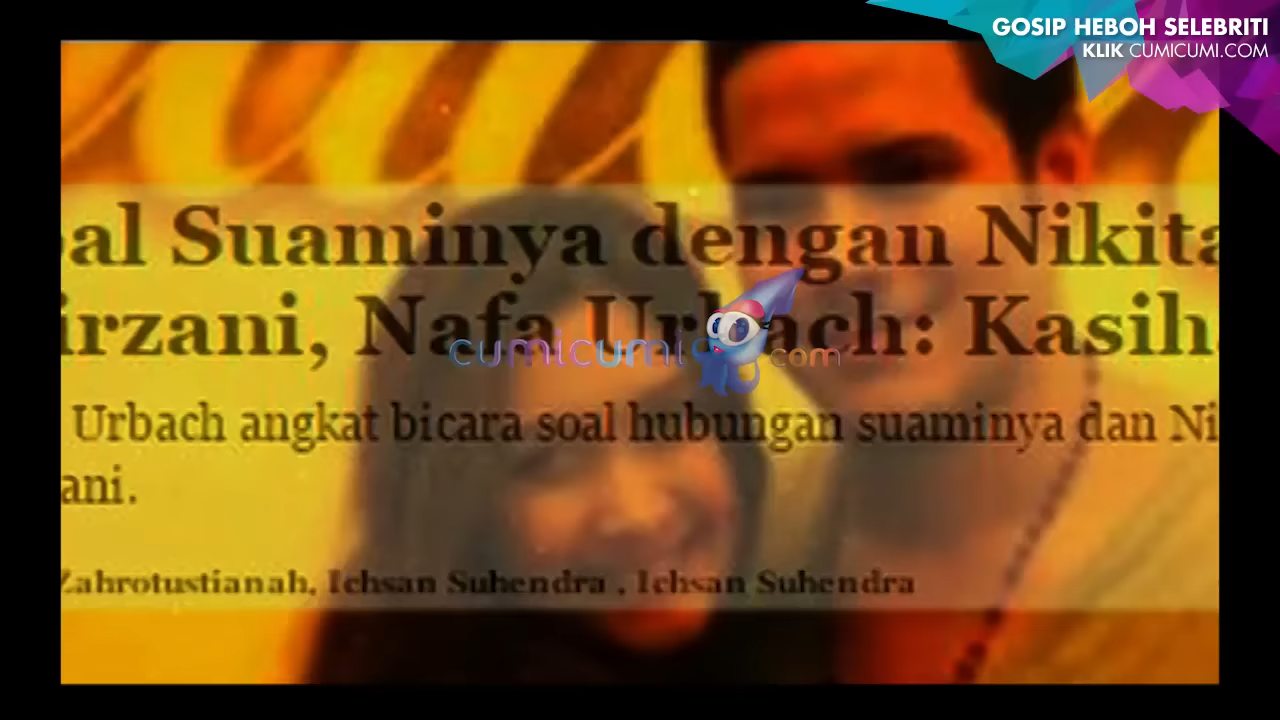 GOSIP HEBOH SELEBRITI
KLIK CUMICUMI.COM
al Suaminya dengan Nikita
irzani, Nafa Urbach: Kasih
cumicumi com
Urbach angkat bicara soal hubungan suaminya dan Ni
ani.
Zahrotustianah, Ichsan Suhendra , Ichsan Suhendra